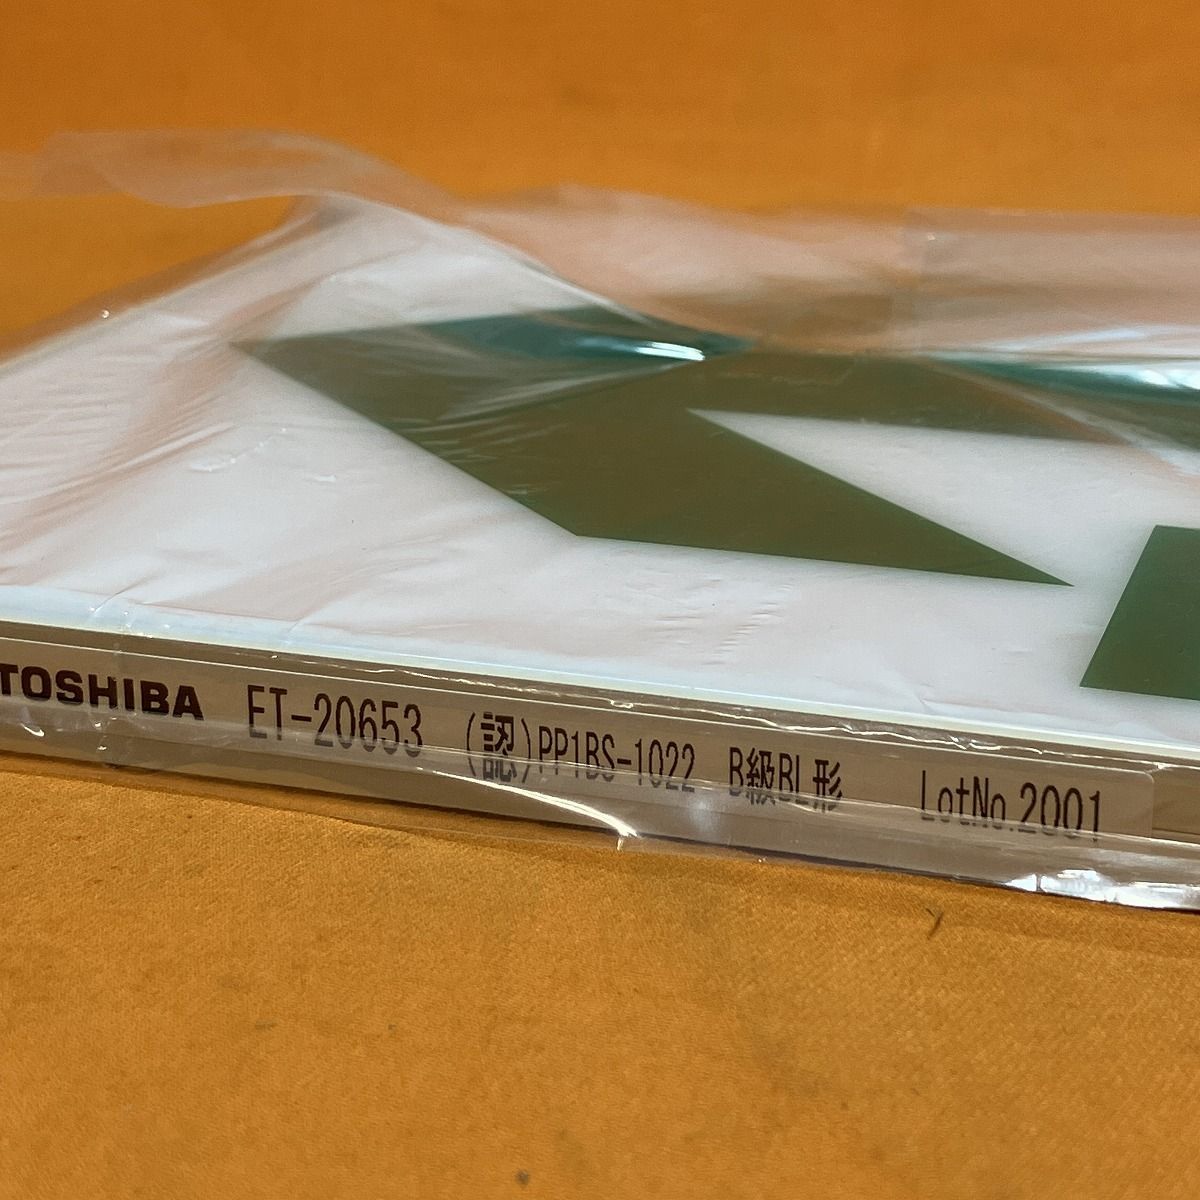 TOSHIBA ET-20653 (認)PP1BS-1022 B級BL形 LotNo.2001